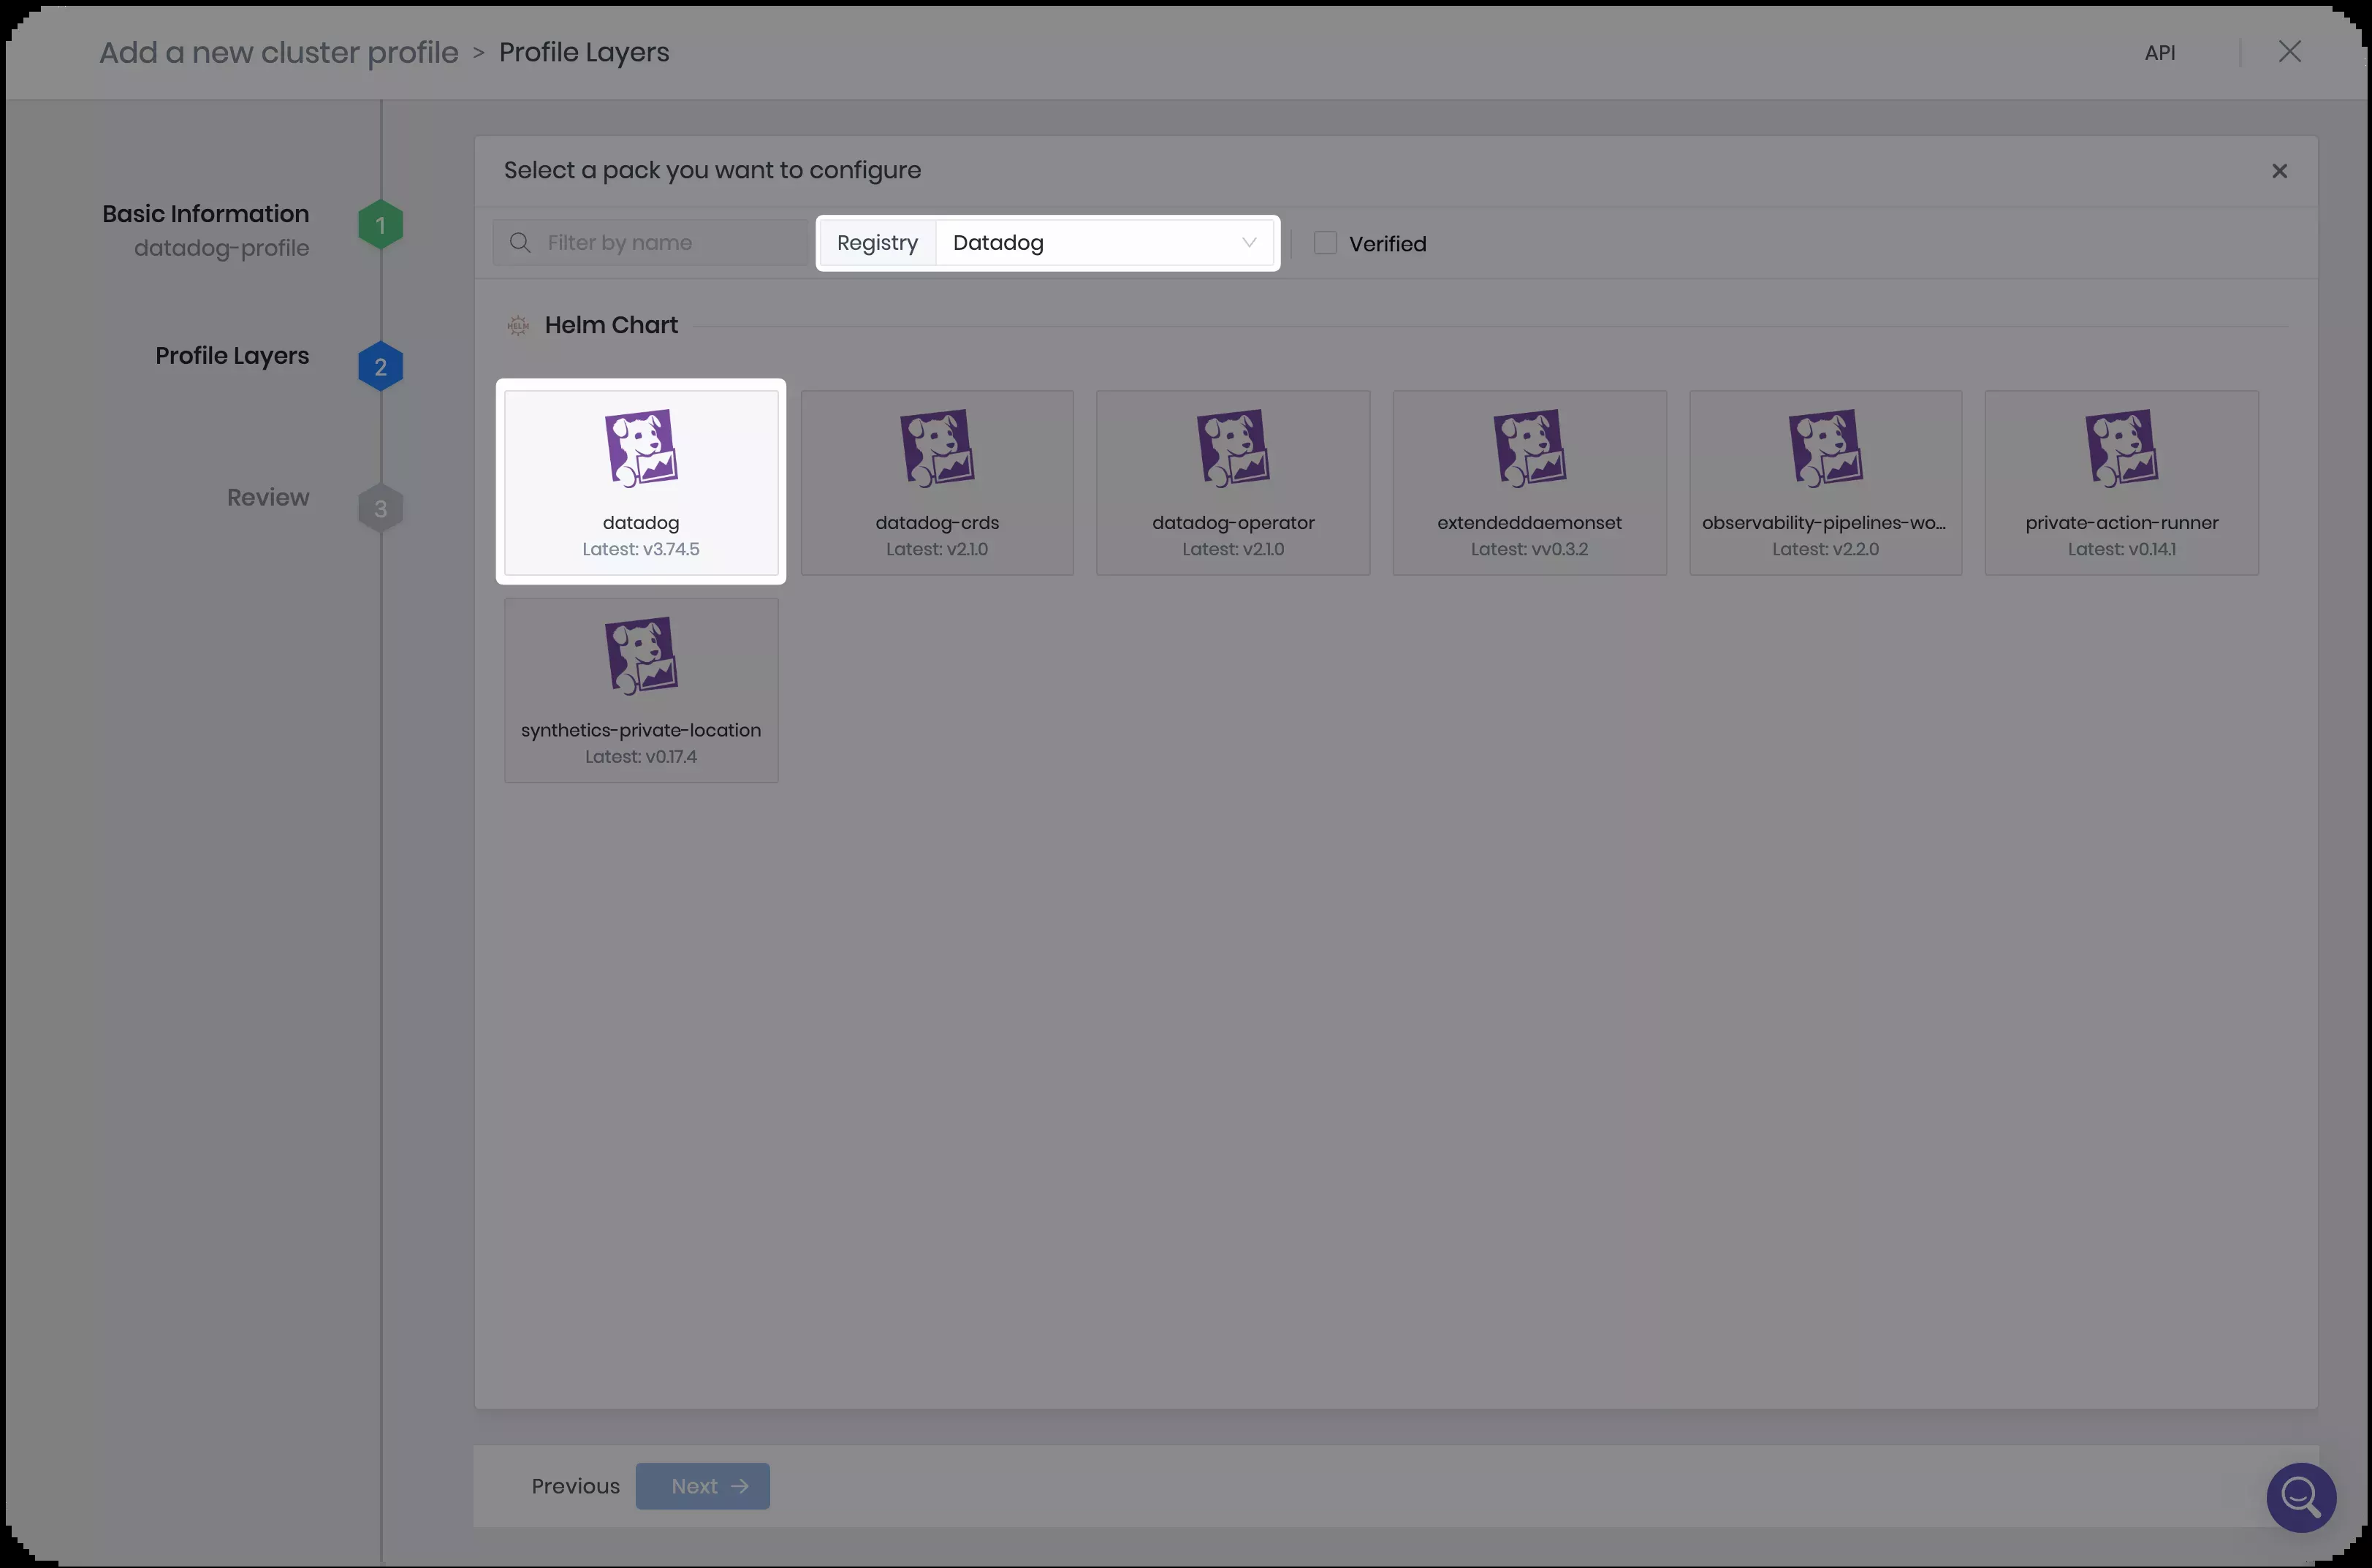 Add a new cluster profile > Profile Layers
API
Basic Information
datadog-profile
1
Profile Layers
2
Review
3
Select a pack you want to configure
Filter by name
Registry
Datadog
Verified
HELM
Helm Chart
datadog
Latest: v3.74.5
datadog-crds
Latest: v2.1.0
datadog-operator
Latest: v2.1.0
extendeddaemonset
Latest: vv0.3.2
observability-pipelines-wo...
Latest: v2.2.0
private-action-runner
Latest: v0.14.1
synthetics-private-location
Latest: v0.17.4
Previous
Next